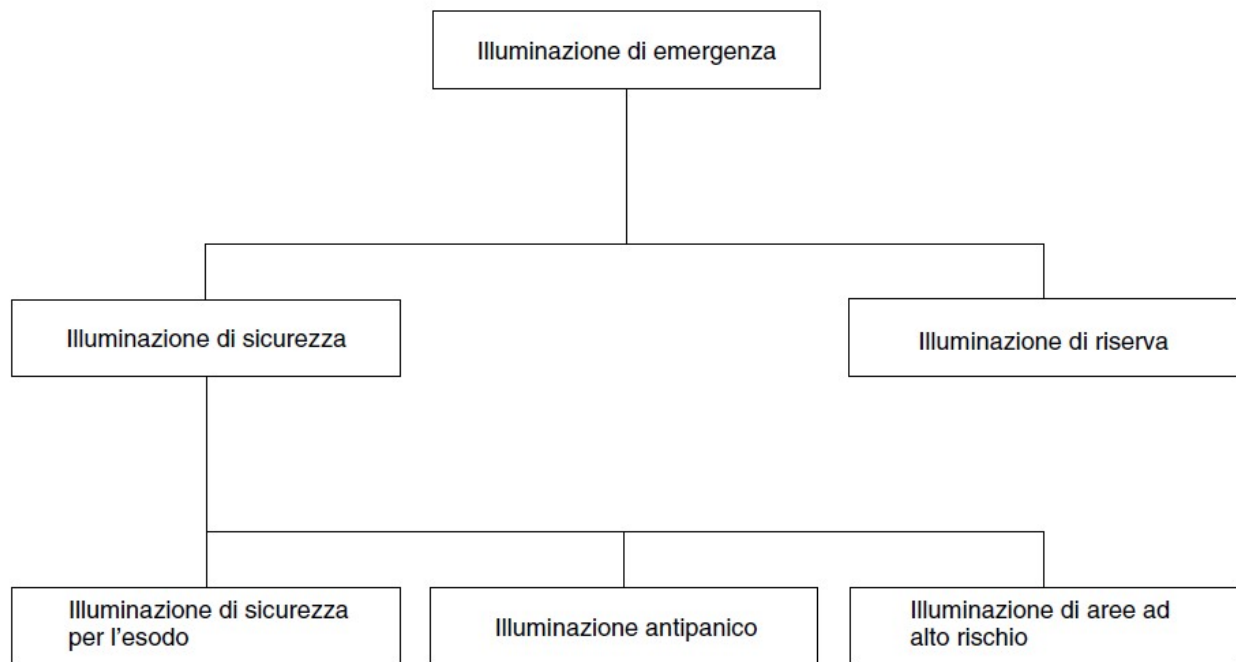 Illuminazione di emergenza
Illuminazione di sicurezza
Illuminazione di riserva
Illuminazione di sicurezza
per l'esodo
Illuminazione antipanico
Illuminazione di aree ad
alto rischio